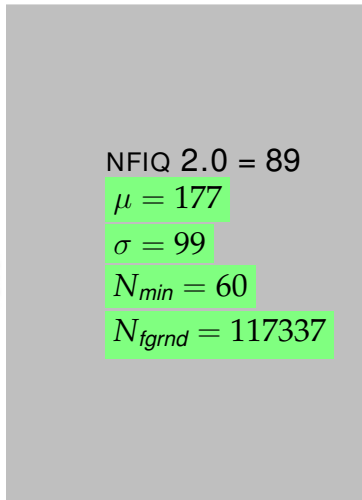 NFIQ 2.0 = 89
μ = 177
σ = 99
N_min = 60
N_fgrnd = 117337